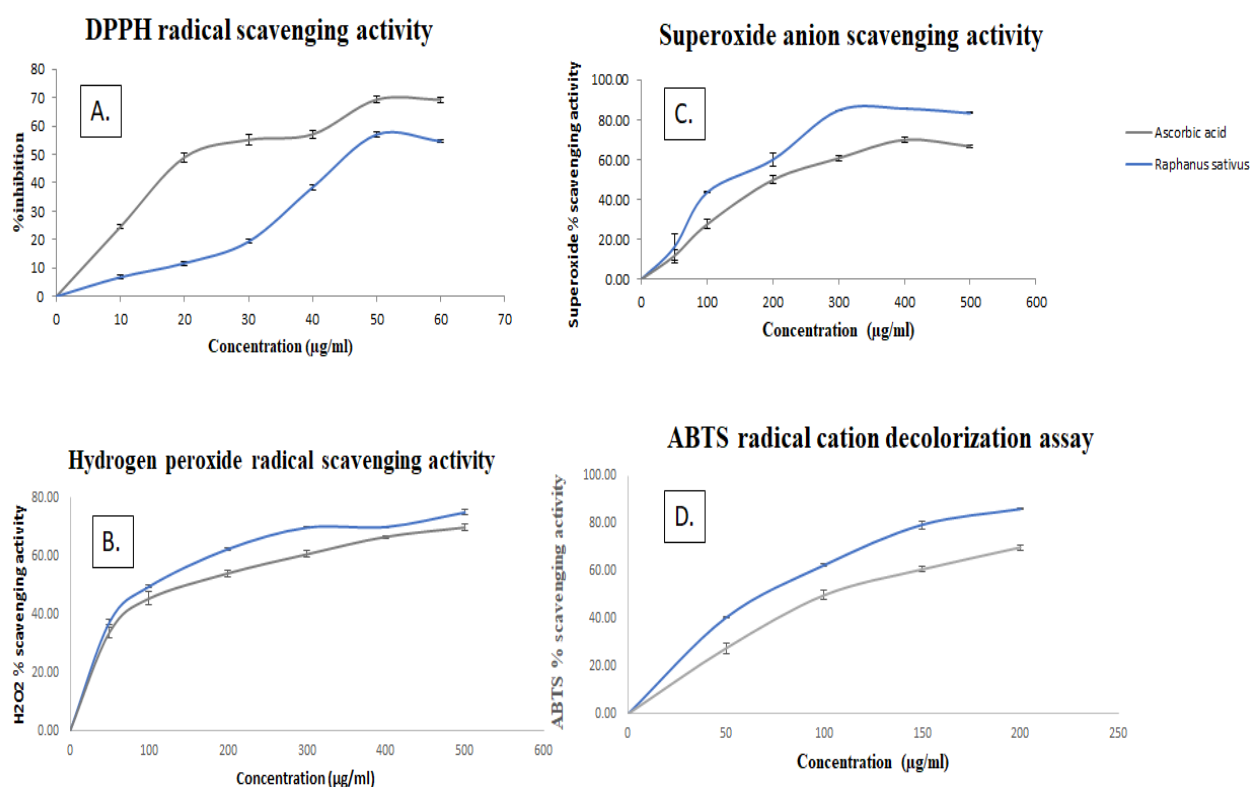 DPPH radical scavenging activity
80
70
60
50
40
30
20
10
0
%inhibition
A.
0 10 20 30 40 50 60 70
Concentration (µg/ml)
Superoxide anion scavenging activity
100.00
80.00
60.00
40.00
20.00
0.00
Superoxide % scavenging activity
C.
0 100 200 300 400 500 600
Concentration (µg/ml)
Ascorbic acid
Raphanus sativus
Hydrogen peroxide radical scavenging activity
80.00
60.00
40.00
20.00
0.00
H2O2 % scavenging activity
B.
0 100 200 300 400 500 600
Concentration (µg/ml)
ABTS radical cation decolorization assay
100.00
80.00
60.00
40.00
20.00
0.00
ABTS % scavenging activity
D.
0 50 100 150 200 250
Concentration (µg/ml)